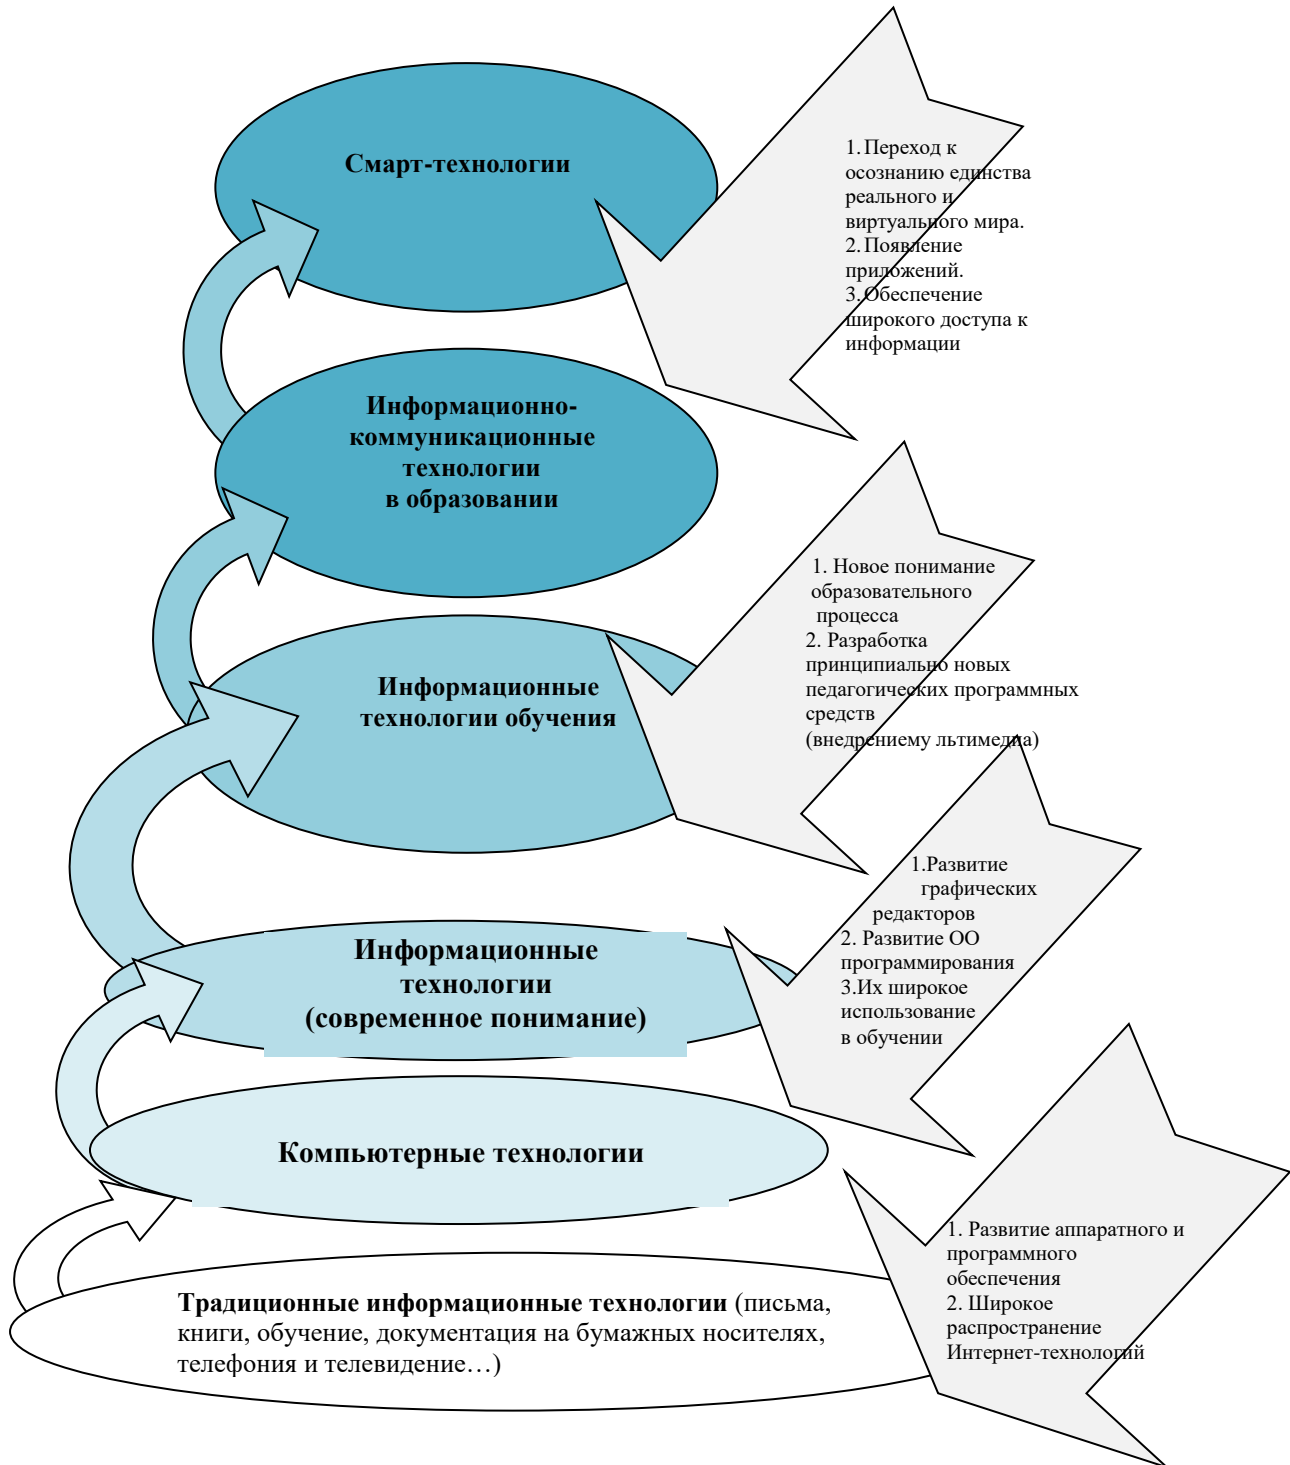 Смарт-технологии
1. Переход к
осознанию единства
реального и
виртуального мира.
2. Появление
приложений.
3. Обеспечение
широкого доступа к
информации
Информационно-
коммуникационные
технологии
в образовании
1. Новое понимание
образовательного
процесса
2. Разработка
принципиально новых
педагогических программных
средств
(внедрениему льтимедиа)
Информационные
технологии обучения
1.Развитие
графических
редакторов
2. Развитие ОО
программирования
3.Их широкое
использование
в обучении
Информационные
технологии
(современное понимание)
Компьютерные технологии
1. Развитие аппаратного и
программного
обеспечения
2. Широкое
распространение
Интернет-технологий
Традиционные информационные технологии (письма,
книги, обучение, документация на бумажных носителях,
телефония и телевидение…)